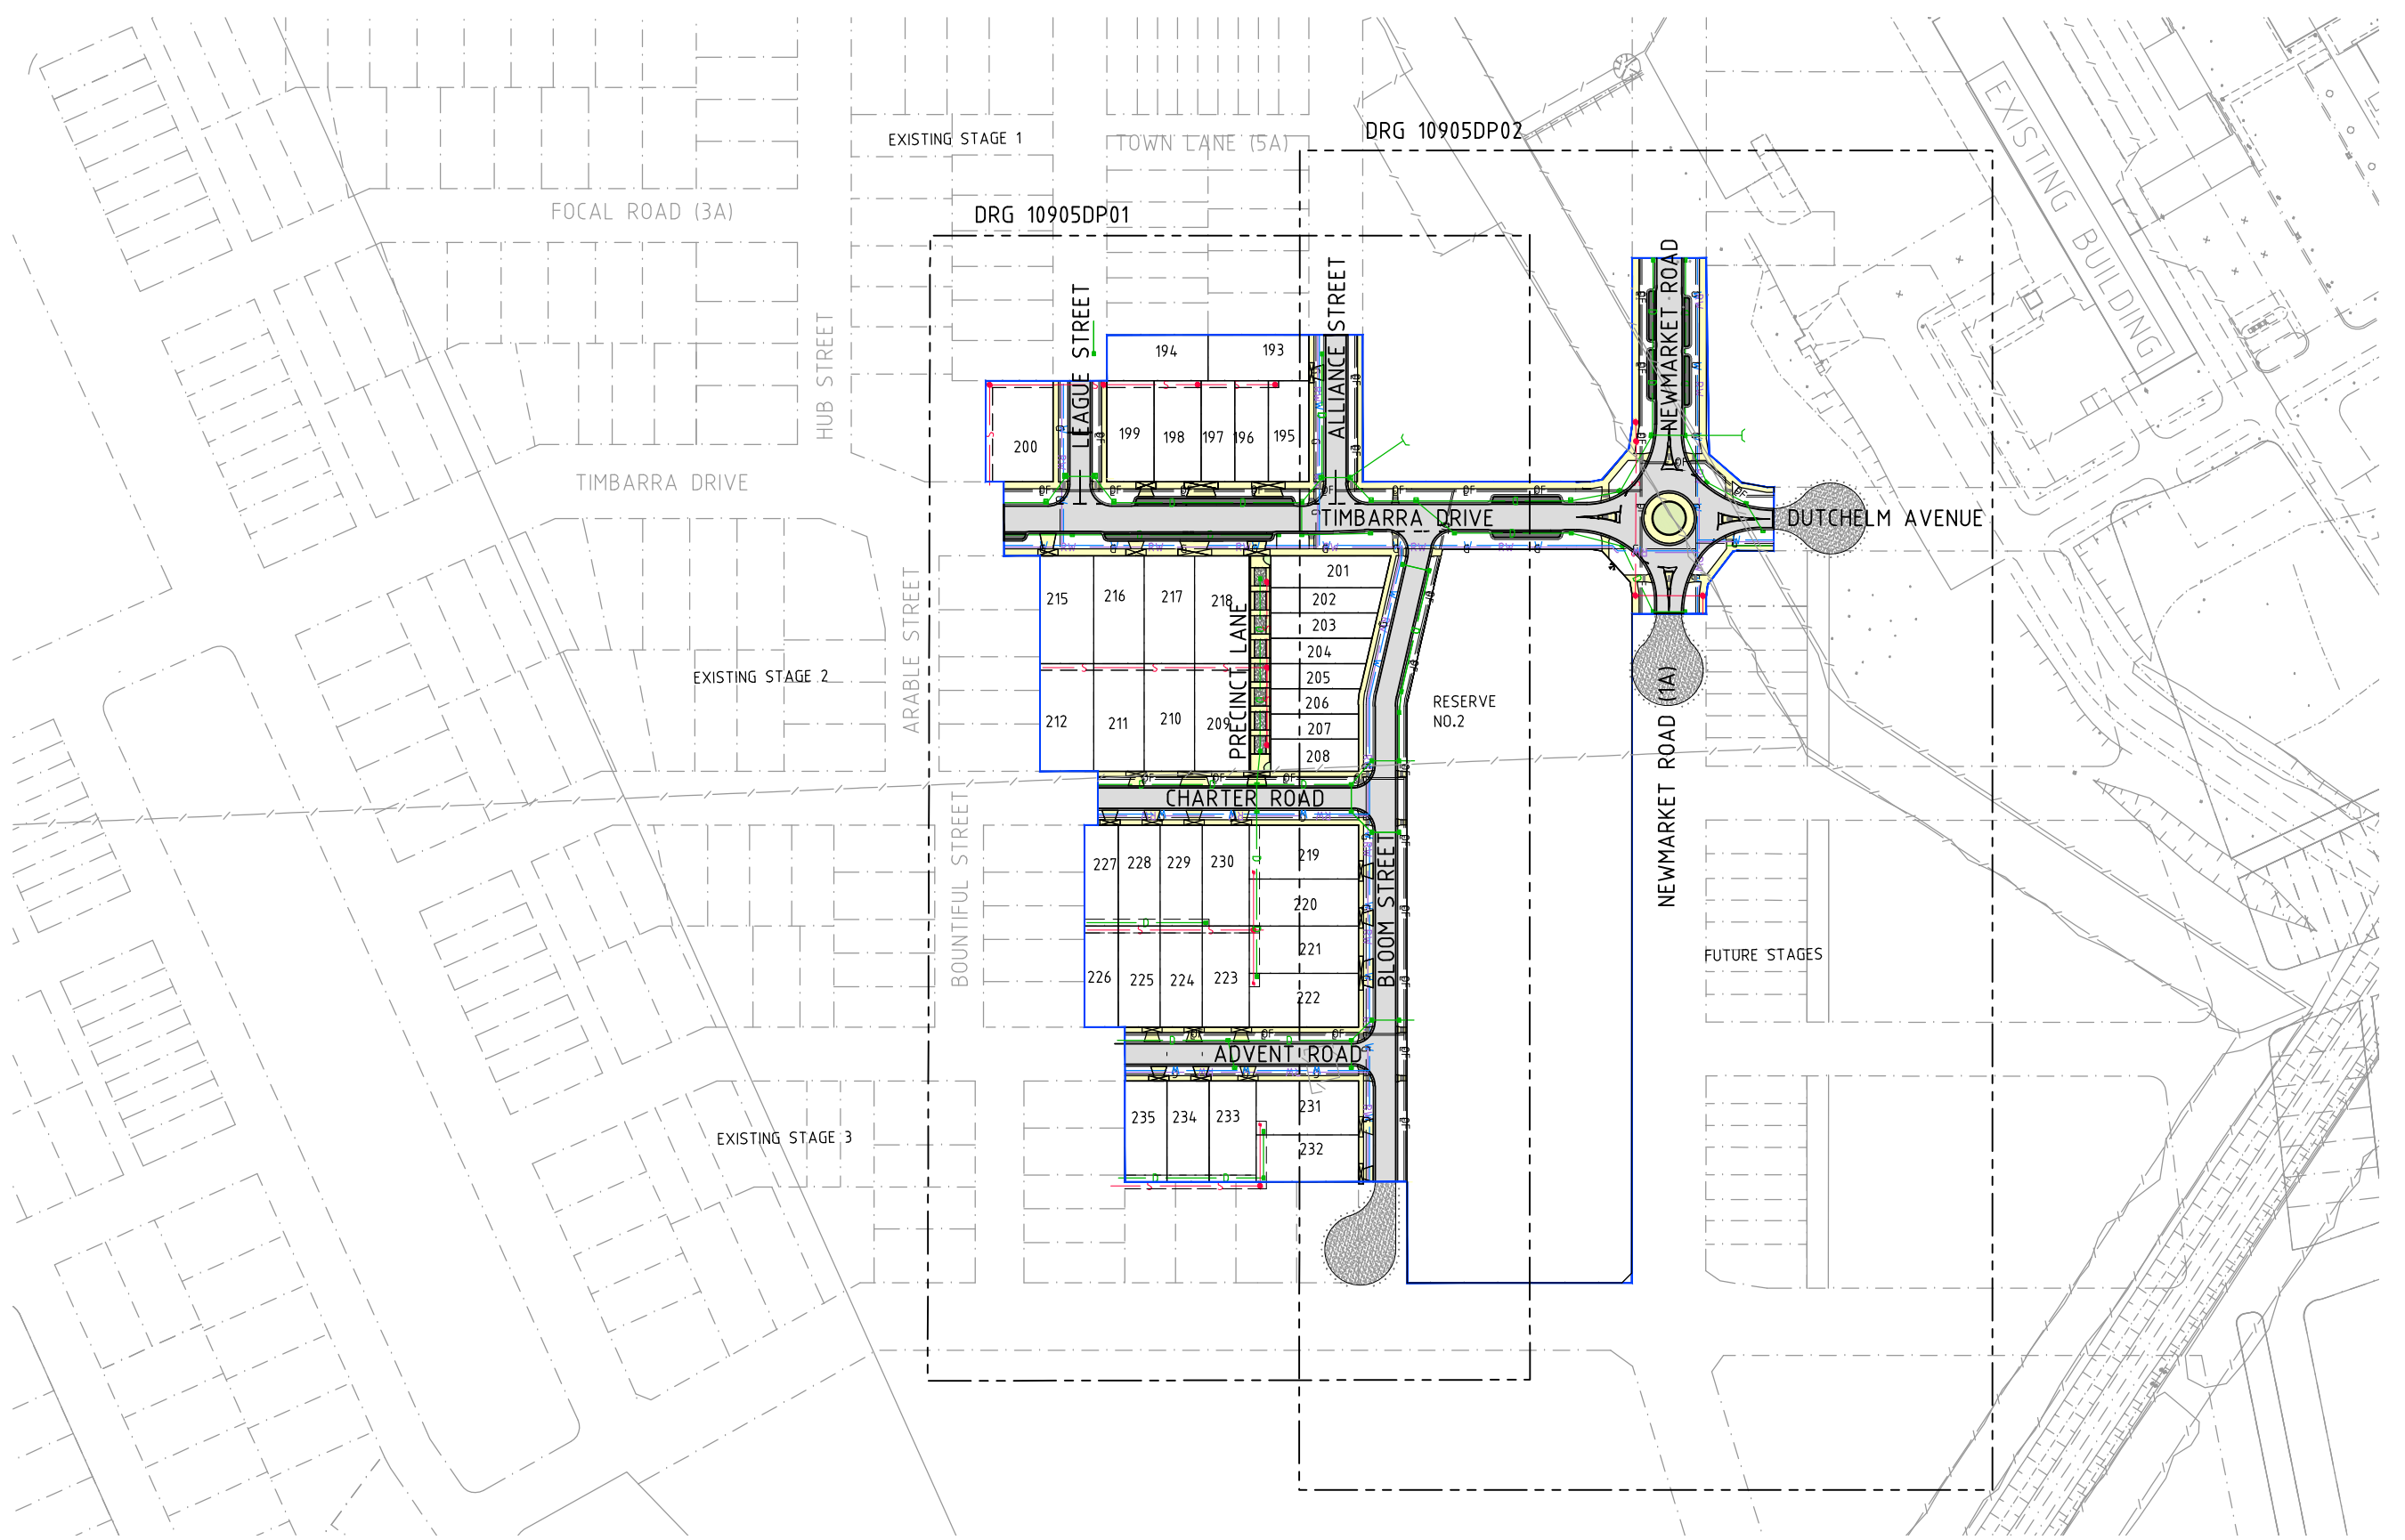 DRG 10905DP02
EXISTING STAGE 1
TOWN LANE (5A)
EXISTING BUILDING
FOCAL ROAD (3A)
DRG 10905DP01
HUB STREET
LEAGUE STREET
ALLIANCE STREET
NEWMARKET ROAD
194
193
200
199
198
197
196
195
TIMBARRA DRIVE
TIMBARRA DRIVE
DUTCHELM AVENUE
215
216
217
218
201
202
203
204
205
206
207
208
PRECINCT LANE
ARABLE STREET
EXISTING STAGE 2
212
211
210
209
RESERVE
NO.2
NEWMARKET ROAD (1A)
CHARTER ROAD
BOUNTIFUL STREET
BLOOM STREET
227
228
229
230
219
220
221
222
226
225
224
223
FUTURE STAGES
ADVENT ROAD
235
234
233
231
232
EXISTING STAGE 3